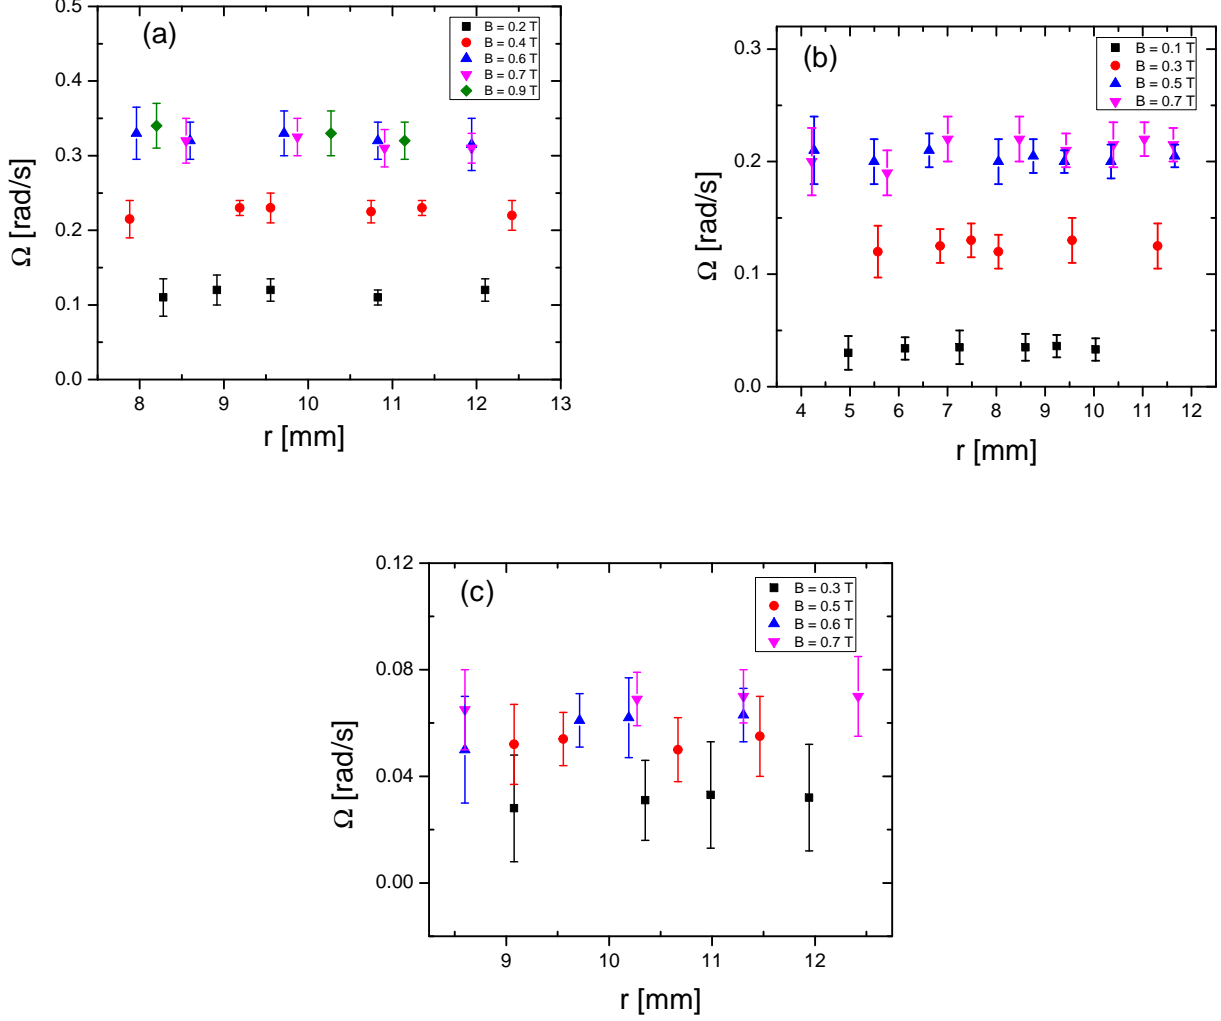 (a)
B = 0.2 T
B = 0.4 T
B = 0.6 T
B = 0.7 T
B = 0.9 T
0.5
0.4
0.3
0.2
0.1
0.0
Ω [rad/s]
8 9 10 11 12 13
r [mm]
(b)
B = 0.1 T
B = 0.3 T
B = 0.5 T
B = 0.7 T
0.3
0.2
0.1
0.0
Ω [rad/s]
4 5 6 7 8 9 10 11 12
r [mm]
(c)
B = 0.3 T
B = 0.5 T
B = 0.6 T
B = 0.7 T
0.12
0.08
0.04
0.00
Ω [rad/s]
9 10 11 12
r [mm]